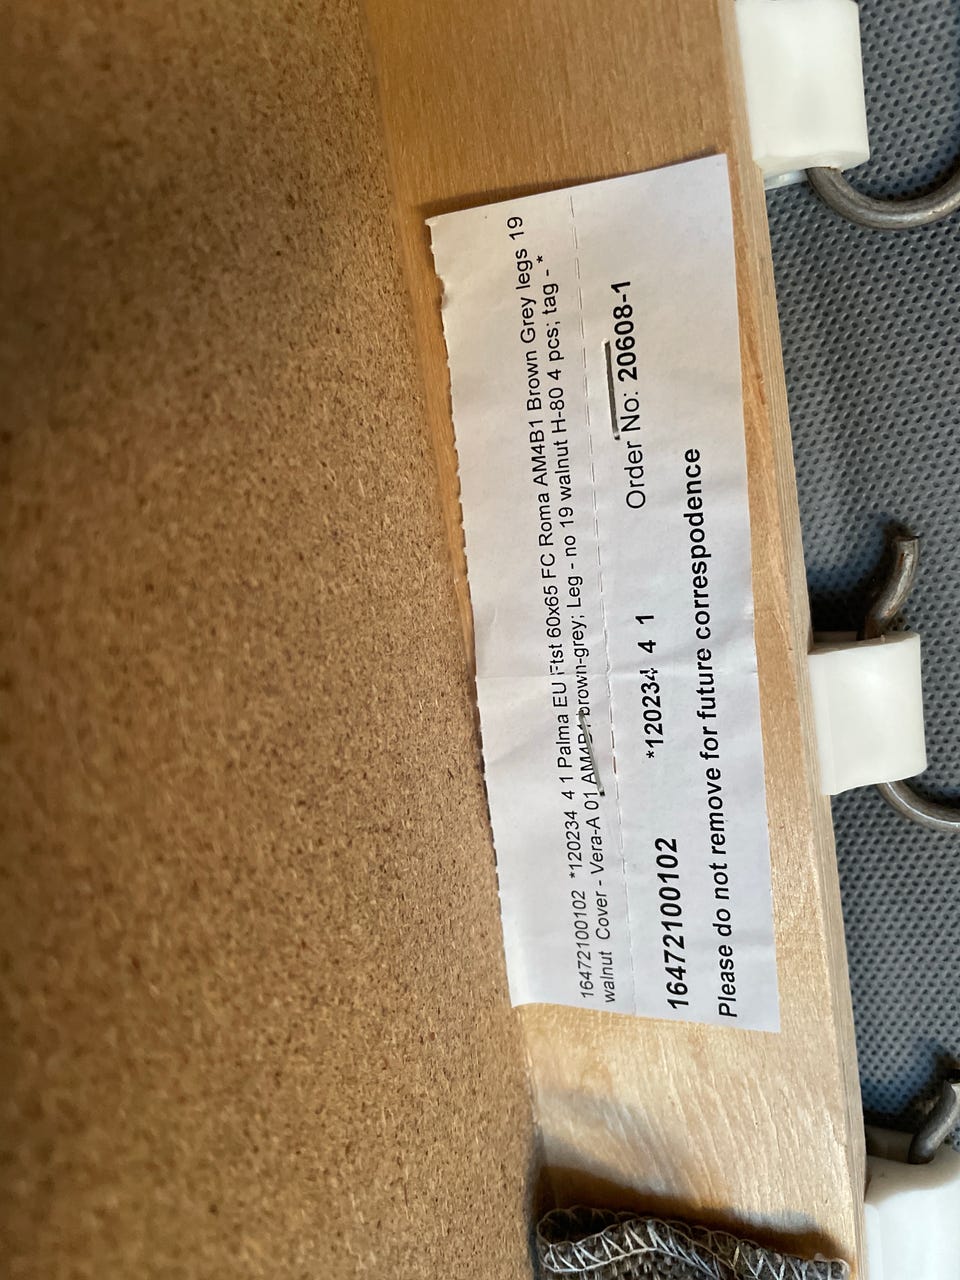 16472100102 *120234 4 1 Palma EU Ftst 60x65 FC Roma AM4B1 Brown Grey legs 19
walnut Cover - Vera-A 01 AM4B1 brown-grey; Leg - no 19 walnut H-80 4 pcs; tag - *
16472100102 *120234 4 1 Order No: 20608-1
Please do not remove for future correspodence